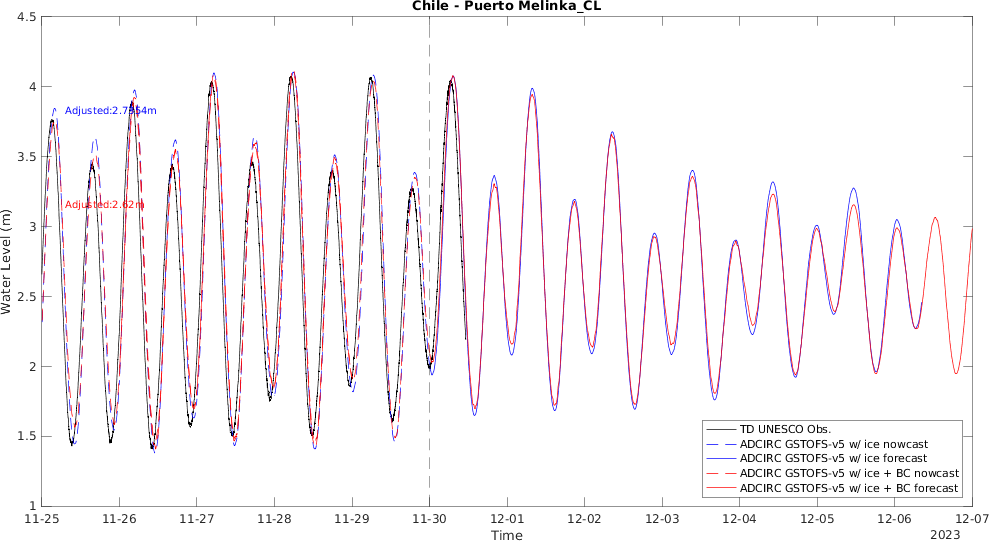 Chile - Puerto Melinka_CL
4.5
4
3.5
3
2.5
2
1.5
1
Water Level (m)
Adjusted:2.62m
TD UNESCO Obs.
ADCIRC GSTOFS-v5 w/ ice nowcast
ADCIRC GSTOFS-v5 w/ ice forecast
ADCIRC GSTOFS-v5 w/ ice + BC nowcast
ADCIRC GSTOFS-v5 w/ ice + BC forecast
11-25 11-26 11-27 11-28 11-29 11-30 12-01 12-02 12-03 12-04 12-05 12-06 12-07
Time
2023